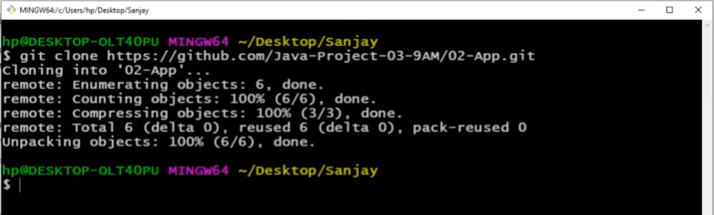 MINGW64:/c/Users/hp/Desktop/Sanjay
hp@DESKTOP-OLT40PU MINGW64 ~/Desktop/Sanjay
$ git clone https://github.com/Java-Project-03-9AM/02-App.git
Cloning into '02-App'...
remote: Enumerating objects: 6, done.
remote: Counting objects: 100% (6/6), done.
remote: Compressing objects: 100% (3/3), done.
remote: Total 6 (delta 0), reused 6 (delta 0), pack-reused 0
Unpacking objects: 100% (6/6), done.
hp@DESKTOP-OLT40PU MINGW64 ~/Desktop/Sanjay
$